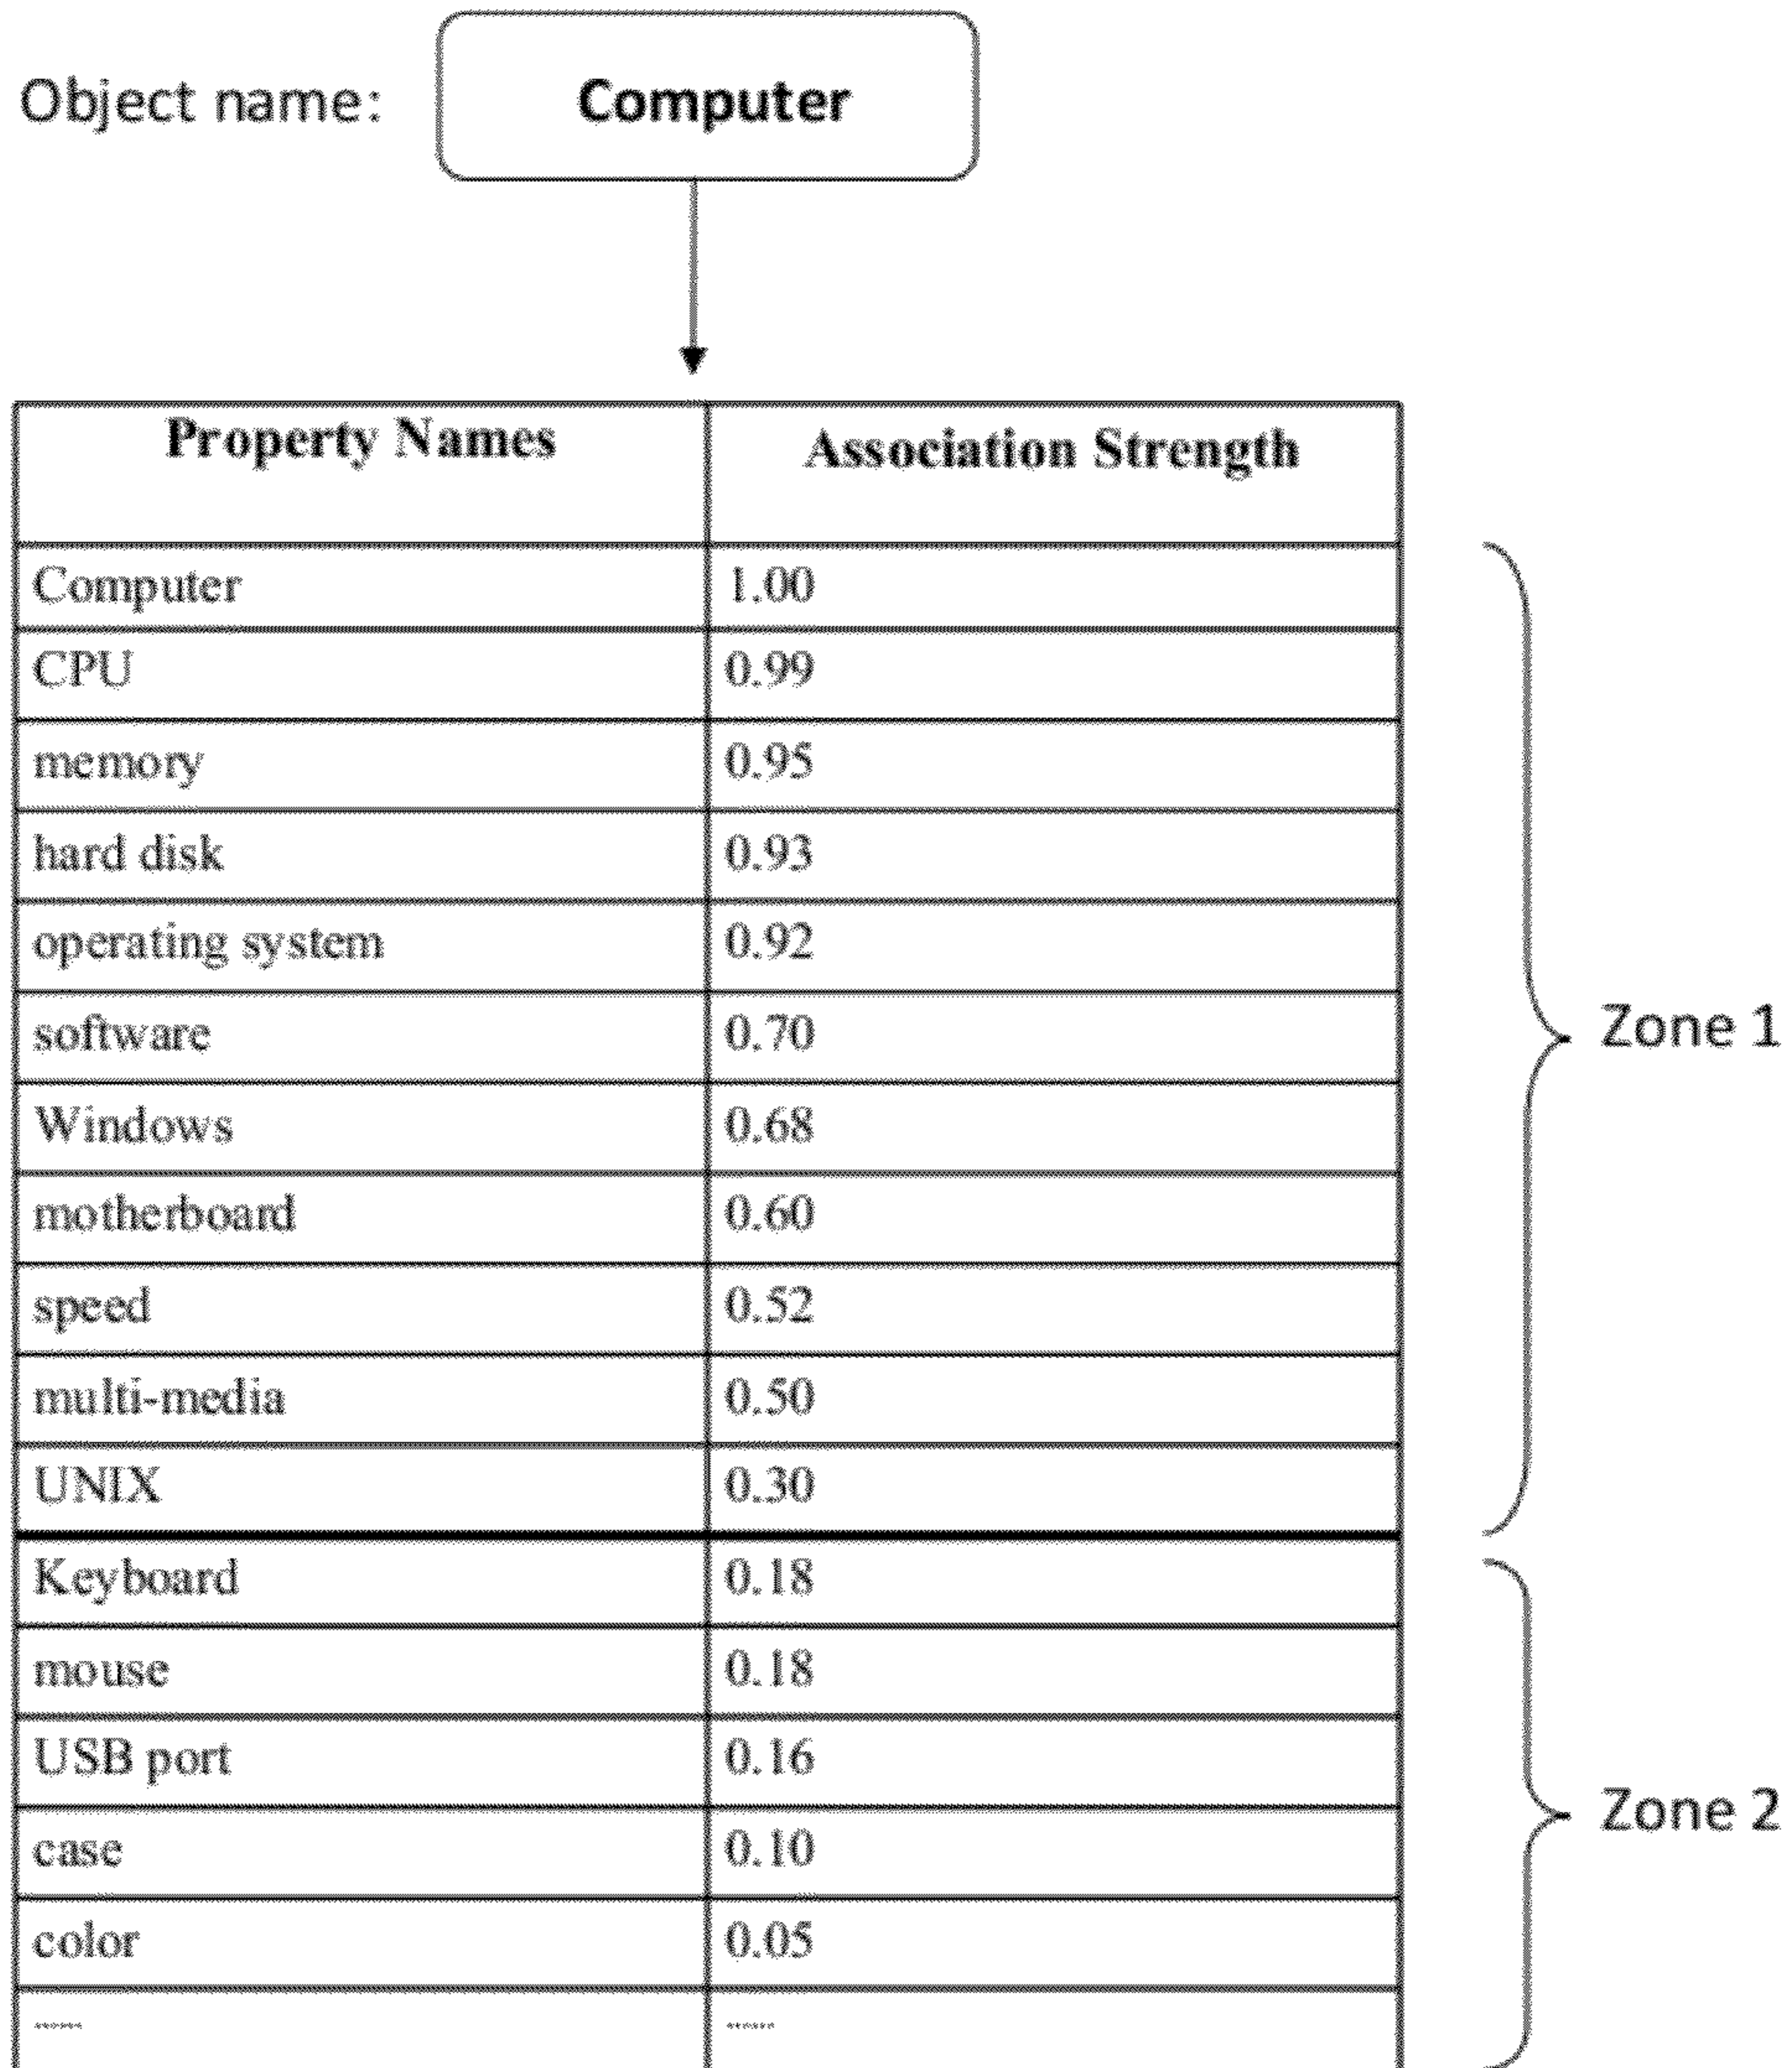 Object name: Computer
Property Names Association Strength
Computer 1.00
CPU 0.99
memory 0.95
hard disk 0.93
operating system 0.92
software 0.70
Zone 1
Windows 0.68
motherboard 0.60
speed 0.52
multi-media 0.50
UNIX 0.30
Keyboard 0.18
mouse 0.18
USB port 0.16
Zone 2
case 0.10
color 0.05
...... ......